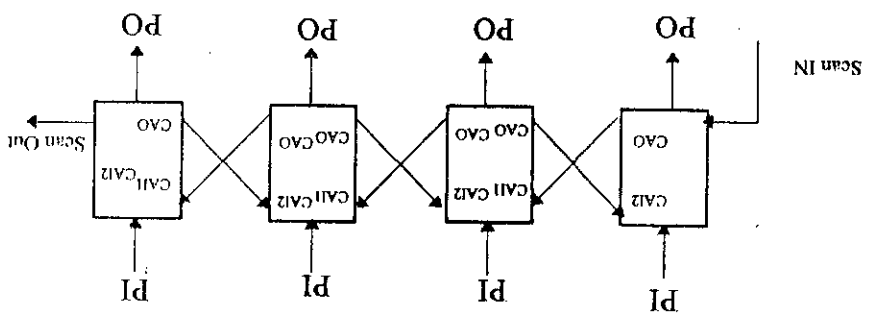 PI PI PI PI
CAI2 CAI1 CAI2 CAI1 CAI2 CAI1 CAI2
CAO CAO CAO CAO CAO CAO Scan Out
Scan IN
PO PO PO PO